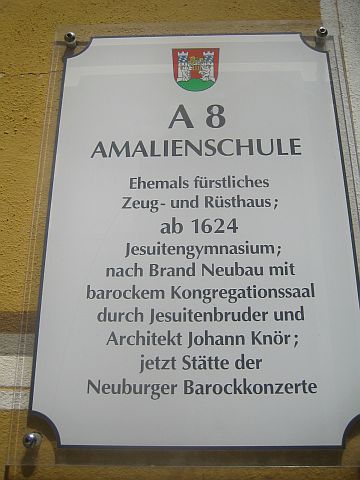 A 8
AMALIENSCHULE
Ehemals fürstliches
Zeug- und Rüsthaus;
ab 1624
Jesuitengymnasium;
nach Brand Neubau mit
barockem Kongregationssaal
durch Jesuitenbruder und
Architekt Johann Knör;
jetzt Stätte der
Neuburger Barockkonzerte